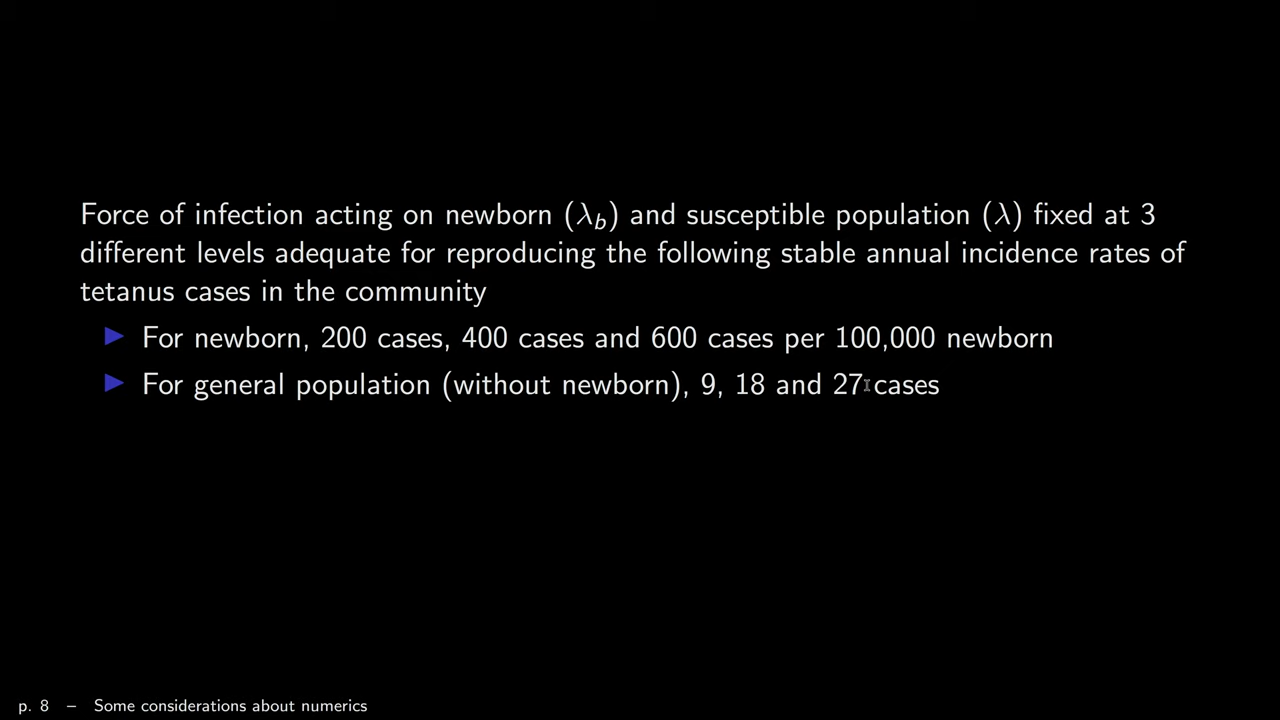 Force of infection acting on newborn (λb) and susceptible population (λ) fixed at 3
different levels adequate for reproducing the following stable annual incidence rates of
tetanus cases in the community
▶ For newborn, 200 cases, 400 cases and 600 cases per 100,000 newborn
▶ For general population (without newborn), 9, 18 and 27 cases
p. 8 – Some considerations about numerics